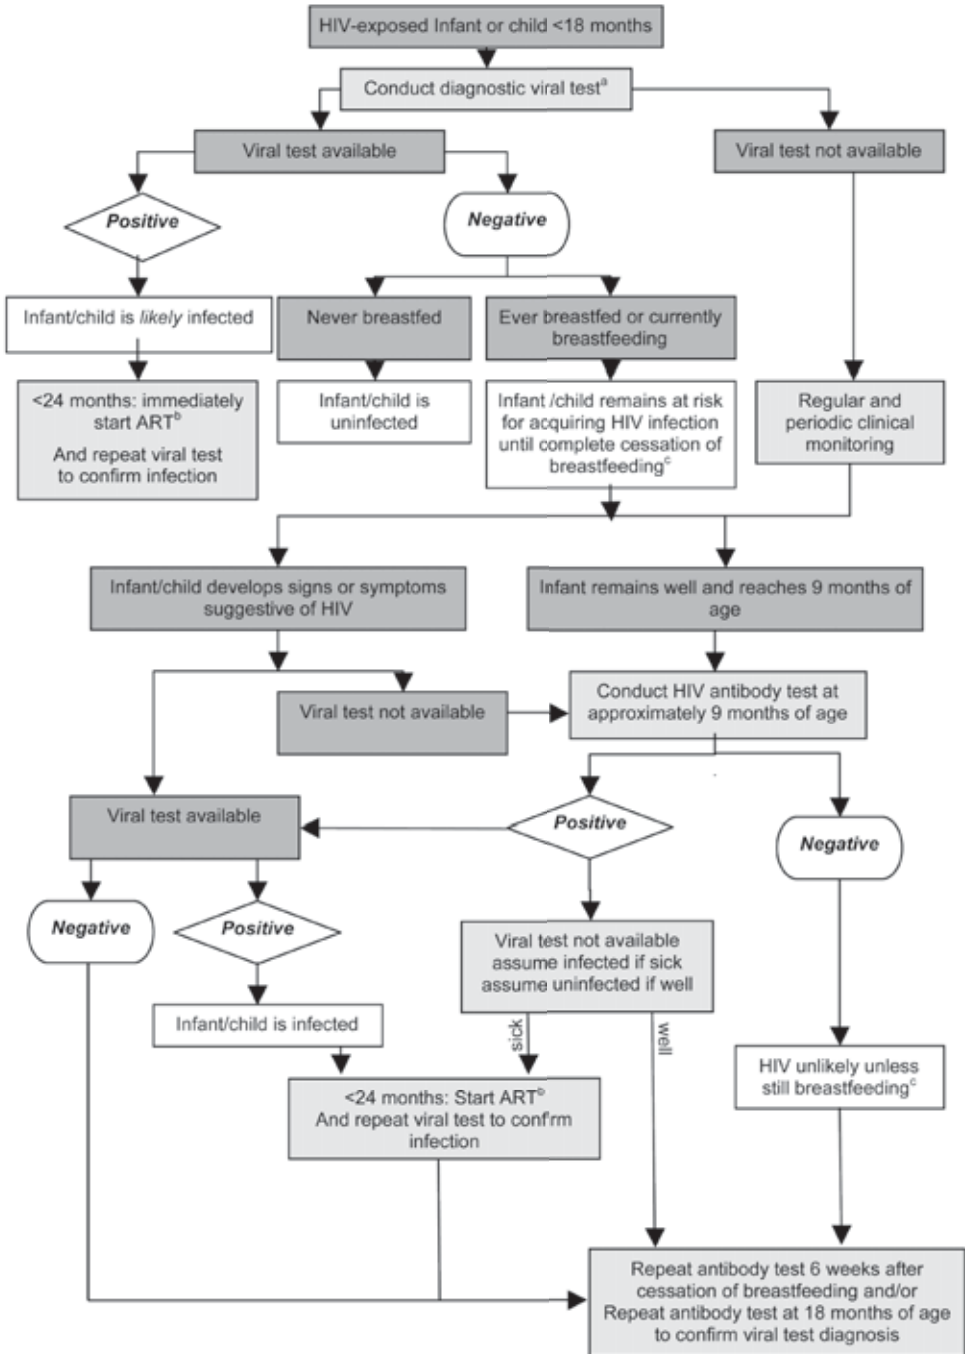 HIV-exposed Infant or child <18 months
Conduct diagnostic viral testᵃ
Viral test available
Viral test not available
Positive
Negative
Infant/child is likely infected
Never breastfed
Ever breastfed or currently
breastfeeding
<24 months: immediately
start ARTᵇ
And repeat viral test
to confirm infection
Infant/child is
uninfected
Infant /child remains at risk
for acquiring HIV infection
until complete cessation of
breastfeedingᶜ
Regular and
periodic clinical
monitoring
Infant/child develops signs or symptoms
suggestive of HIV
Infant remains well and reaches 9 months of
age
Viral test not available
Conduct HIV antibody test at
approximately 9 months of age
Viral test available
Positive
Negative
Negative
Positive
Viral test not available
assume infected if sick
assume uninfected if well
Infant/child is infected
sick
well
HIV unlikely unless
still breastfeedingᶜ
<24 months: Start ARTᵇ
And repeat viral test to confirm
infection
Repeat antibody test 6 weeks after
cessation of breastfeeding and/or
Repeat antibody test at 18 months of age
to confirm viral test diagnosis